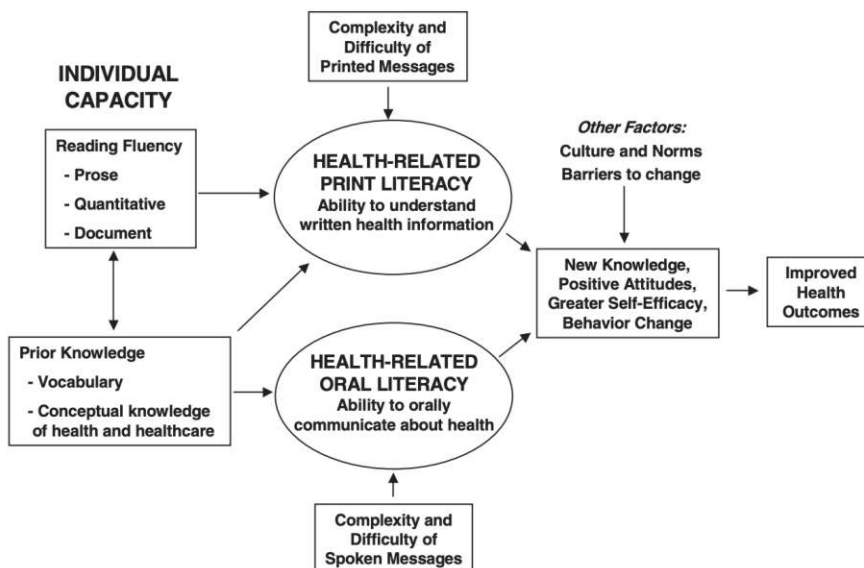 Complexity and
Difficulty of
Printed Messages
INDIVIDUAL
CAPACITY
Reading Fluency
- Prose
- Quantitative
- Document
HEALTH-RELATED
PRINT LITERACY
Ability to understand
written health information
Other Factors:
Culture and Norms
Barriers to change
New Knowledge,
Positive Attitudes,
Greater Self-Efficacy,
Behavior Change
Improved
Health
Outcomes
Prior Knowledge
- Vocabulary
- Conceptual knowledge
of health and healthcare
HEALTH-RELATED
ORAL LITERACY
Ability to orally
communicate about health
Complexity and
Difficulty of
Spoken Messages